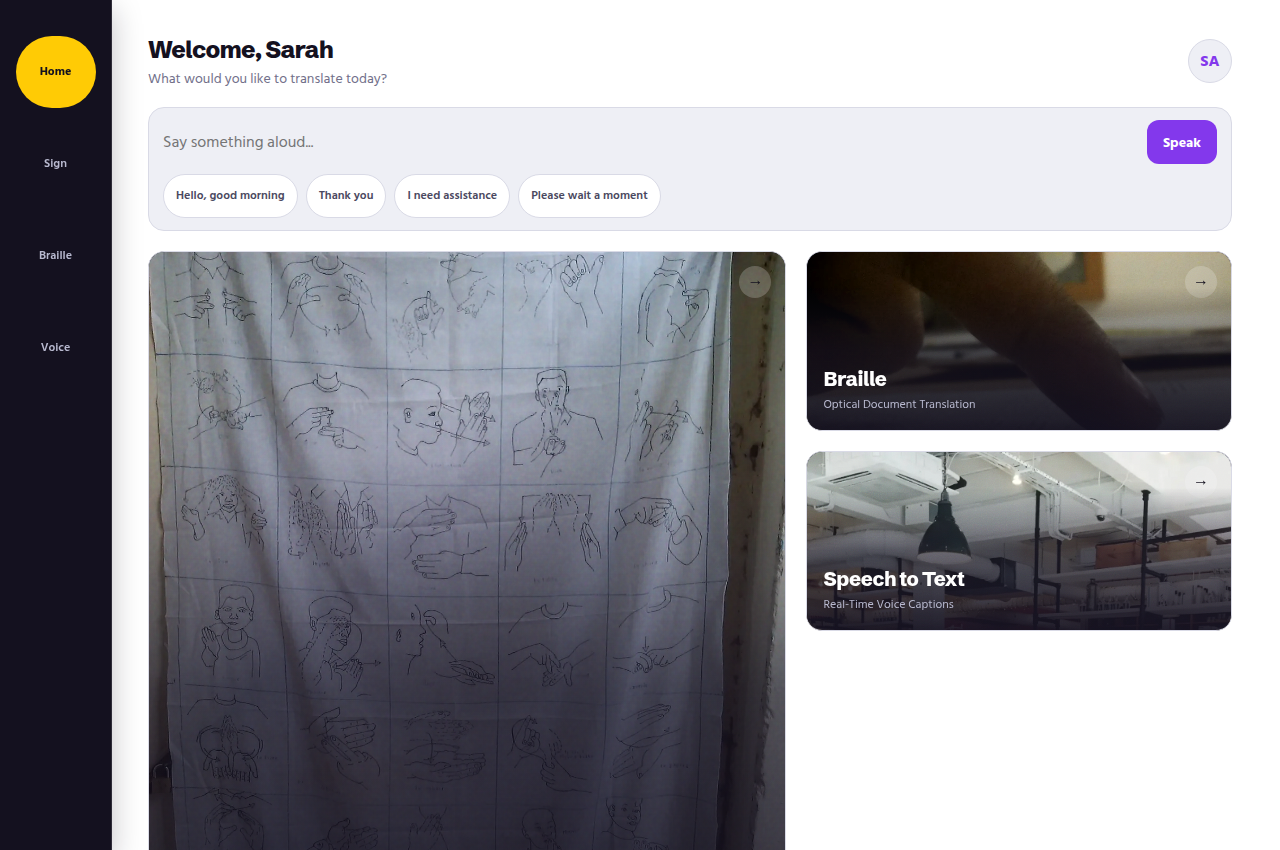 Home
Sign
Braille
Voice
Welcome, Sarah
What would you like to translate today?
SA
Say something aloud...
Speak
Hello, good morning
Thank you
I need assistance
Please wait a moment
→
→
Braille
Optical Document Translation
→
Speech to Text
Real-Time Voice Captions